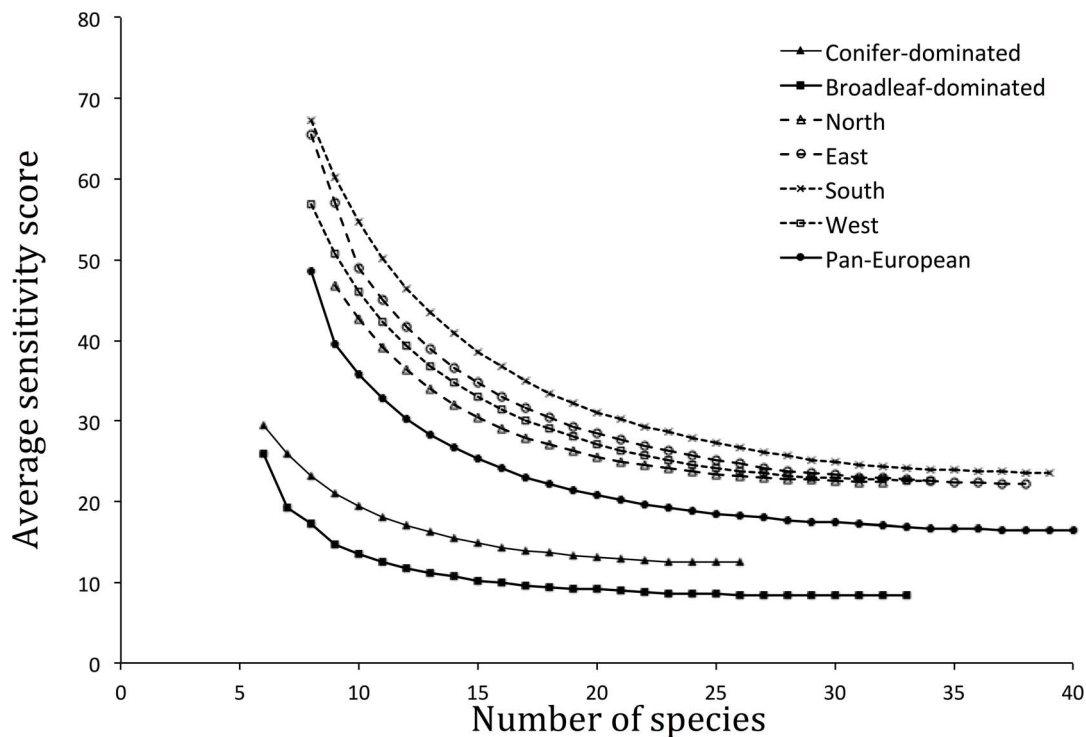 80
70
60
50
40
30
20
10
0
Average sensitivity score
Conifer-dominated
Broadleaf-dominated
North
East
South
West
Pan-European
0 5 10 15 20 25 30 35 40
Number of species